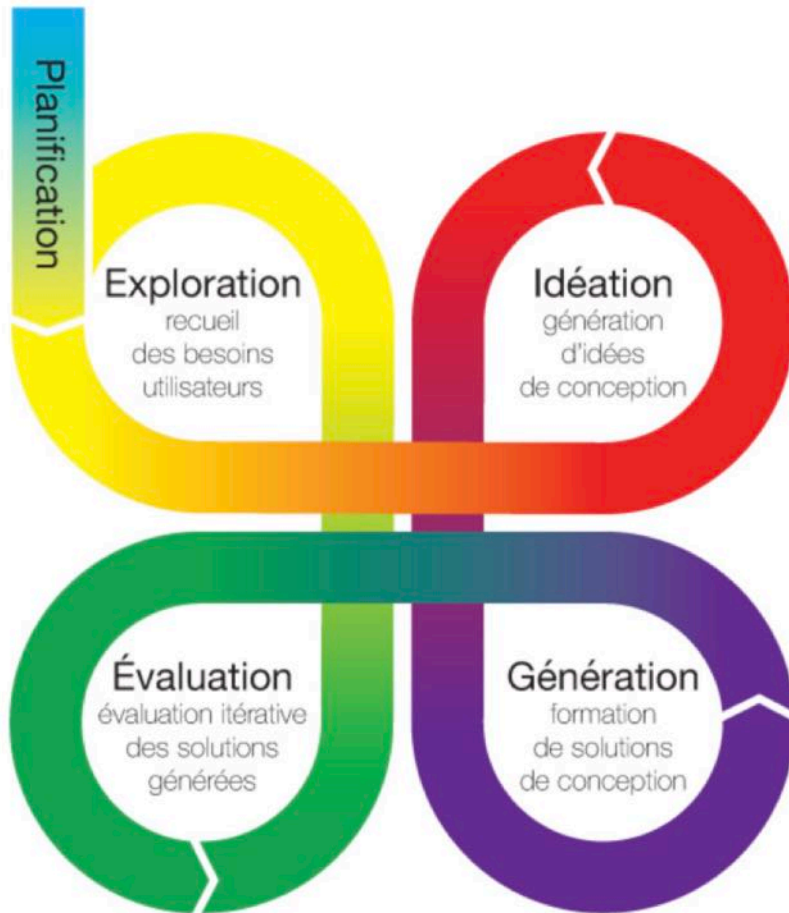 Planification
Exploration
recueil
des besoins
utilisateurs
Idéation
génération
d'idées
de conception
Évaluation
évaluation itérative
des solutions
générées
Génération
formation
de solutions
de conception